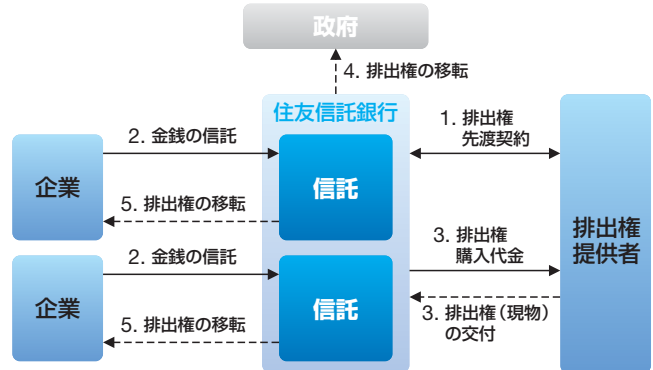 政府
4. 排出権の移転
住友信託銀行
2. 金銭の信託
1. 排出権
先渡契約
企業
信託
5. 排出権の移転
排出権
提供者
3. 排出権
購入代金
2. 金銭の信託
企業
信託
3. 排出権（現物）
の交付
5. 排出権の移転